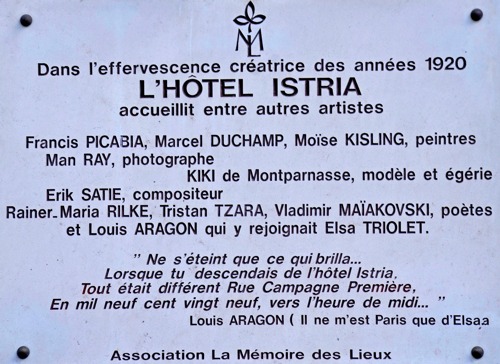 ML
Dans l'effervescence créatrice des années 1920
L'HÔTEL ISTRIA
accueillit entre autres artistes
Francis PICABIA, Marcel DUCHAMP, Moïse KISLING, peintres
Man RAY, photographe
KIKI de Montparnasse, modèle et égérie
Erik SATIE, compositeur
Rainer-Maria RILKE, Tristan TZARA, Vladimir MAÏAKOVSKI, poètes
et Louis ARAGON qui y rejoignait Elsa TRIOLET.
" Ne s'éteint que ce qui brilla...
Lorsque tu descendais de l'hôtel Istria,
Tout était différent Rue Campagne Première,
En mil neuf cent vingt neuf, vers l'heure de midi... "
Louis ARAGON ( Il ne m'est Paris que d'Elsa)
Association La Mémoire des Lieux